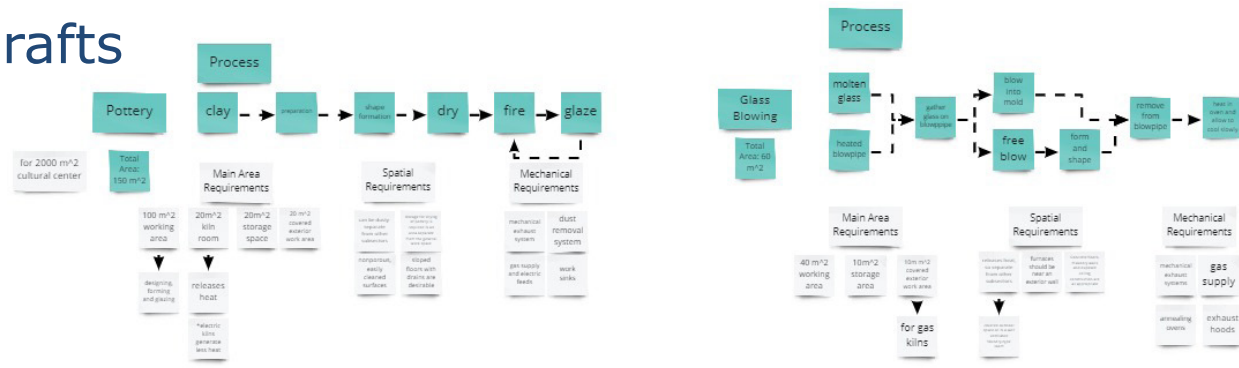 rafts
Process
Pottery
clay
preparation
shape
formation
dry
fire
glaze
for 2000 m^2
cultural center
Total
Area:
150 m^2
Main Area
Requirements
100 m^2
working
area
20m^2
kiln
room
20m^2
storage
space
20 m^2
covered
exterior
work area
designing,
forming
and glazing
releases
heat
*electric
kilns
generate
less heat
Spatial
Requirements
can be dusty:
separate
from other
subsectors
nonporous,
easily
cleaned
surfaces
sloped
floors with
drains are
desirable
Mechanical
Requirements
mechanical
exhaust
system
dust
removal
system
gas supply
and electric
feeds
work
sinks
Process
Glass
Blowing
Total
Area: 60
m^2
molten
glass
heated
blowpipe
gather
glass on
blowpipe
blow
into
mold
free
blow
form
and
shape
remove
from
blowpipe
heat in
oven and
allow to
cool slowly
Main Area
Requirements
40 m^2
working
area
10m^2
storage
area
10m m^2
covered
exterior
work area
for gas
kilns
Spatial
Requirements
furnaces
should be
near an
exterior wall
Mechanical
Requirements
mechanical
exhaust
systems
gas
supply
annealing
ovens
exhaust
hoods